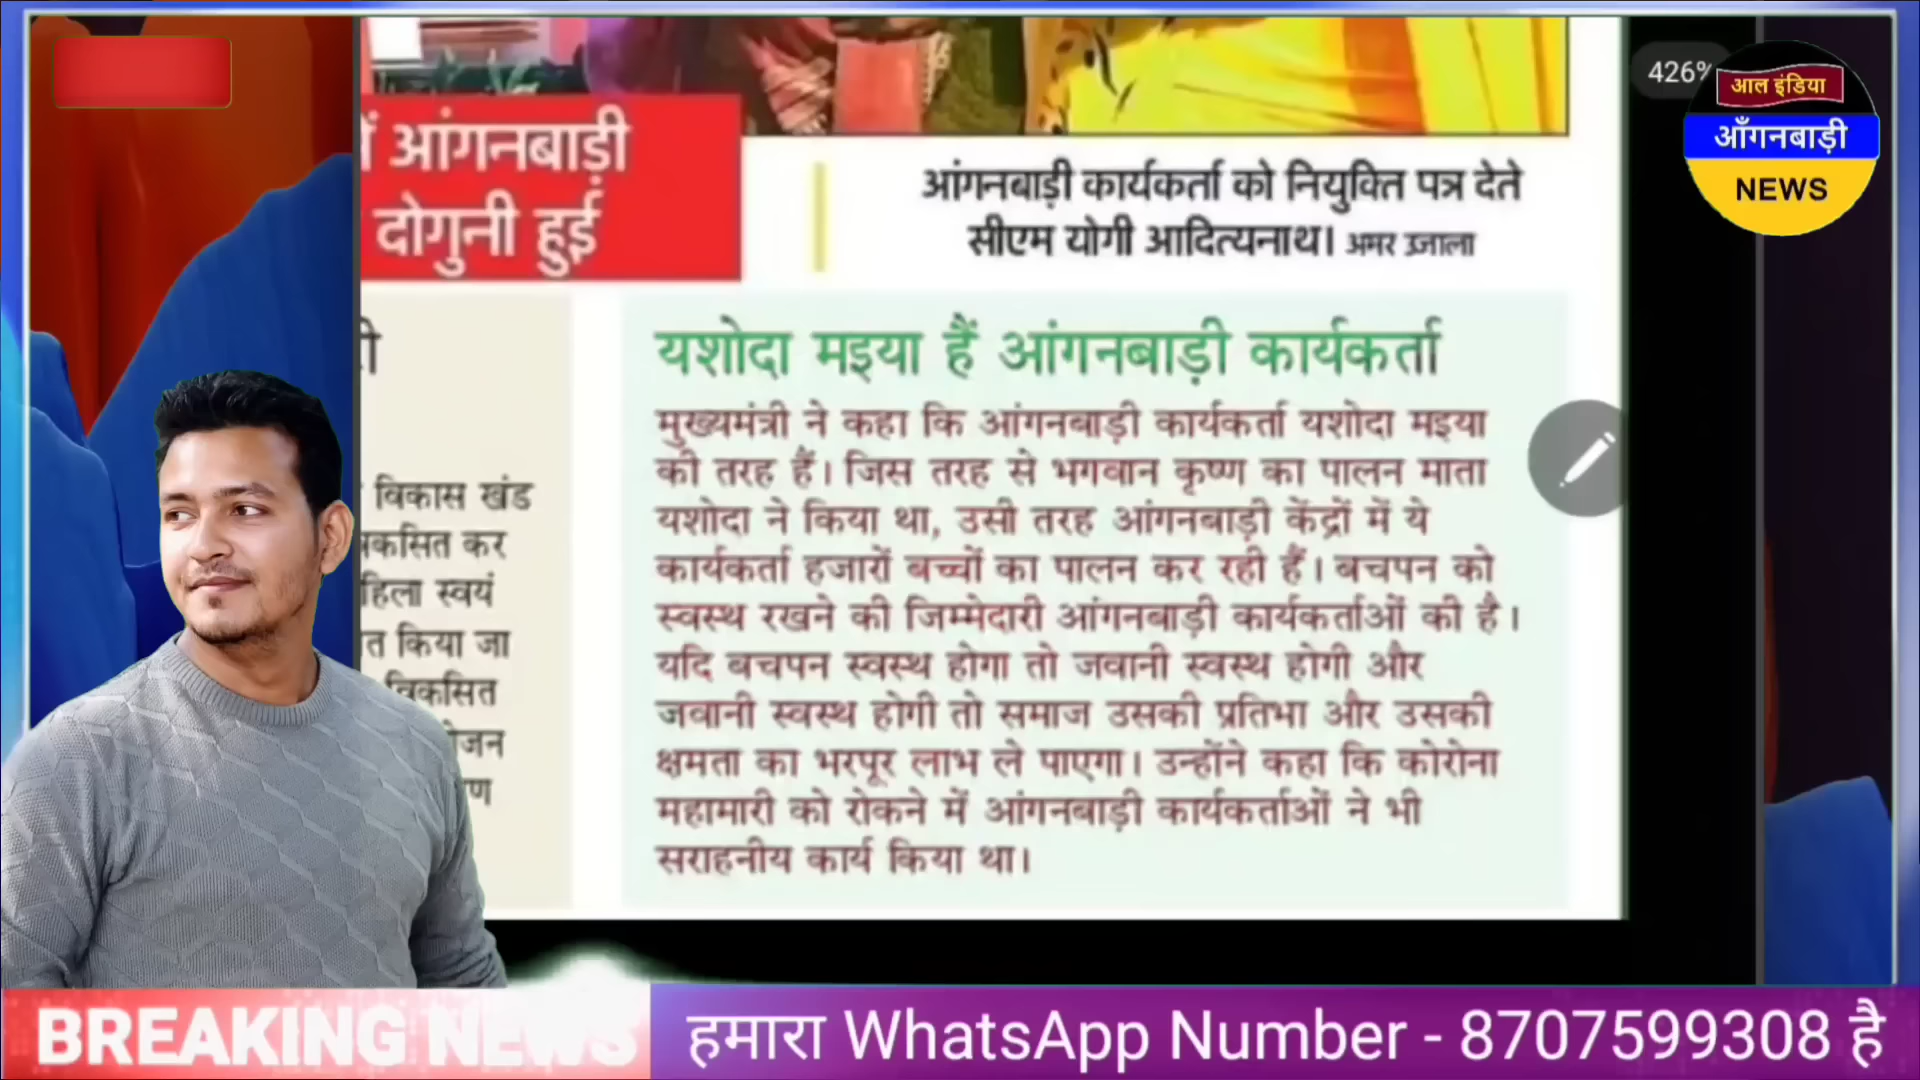 426%
आल इंडिया
आँगनबाड़ी
NEWS
आंगनबाड़ी
दोगुनी हुई
आंगनबाड़ी कार्यकर्ता को नियुक्ति पत्र देते
सीएम योगी आदित्यनाथ। अमर उजाला
विकास खंड
कर
स्वयं
किया जा
विकसित
यशोदा मइया हैं आंगनबाड़ी कार्यकर्ता
मुख्यमंत्री ने कहा कि आंगनबाड़ी कार्यकर्ता यशोदा मइया
की तरह हैं। जिस तरह से भगवान कृष्ण का पालन माता
यशोदा ने किया था, उसी तरह आंगनबाड़ी केंद्रों में ये
कार्यकर्ता हजारों बच्चों का पालन कर रही हैं। बचपन को
स्वस्थ रखने की जिम्मेदारी आंगनबाड़ी कार्यकर्ताओं की है।
यदि बचपन स्वस्थ होगा तो जवानी स्वस्थ होगी और
जवानी स्वस्थ होगी तो समाज उसकी प्रतिभा और उसकी
क्षमता का भरपूर लाभ ले पाएगा। उन्होंने कहा कि कोरोना
महामारी को रोकने में आंगनबाड़ी कार्यकर्ताओं ने भी
सराहनीय कार्य किया था।
BREAKING NEWS
हमारा WhatsApp Number - 8707599308 है